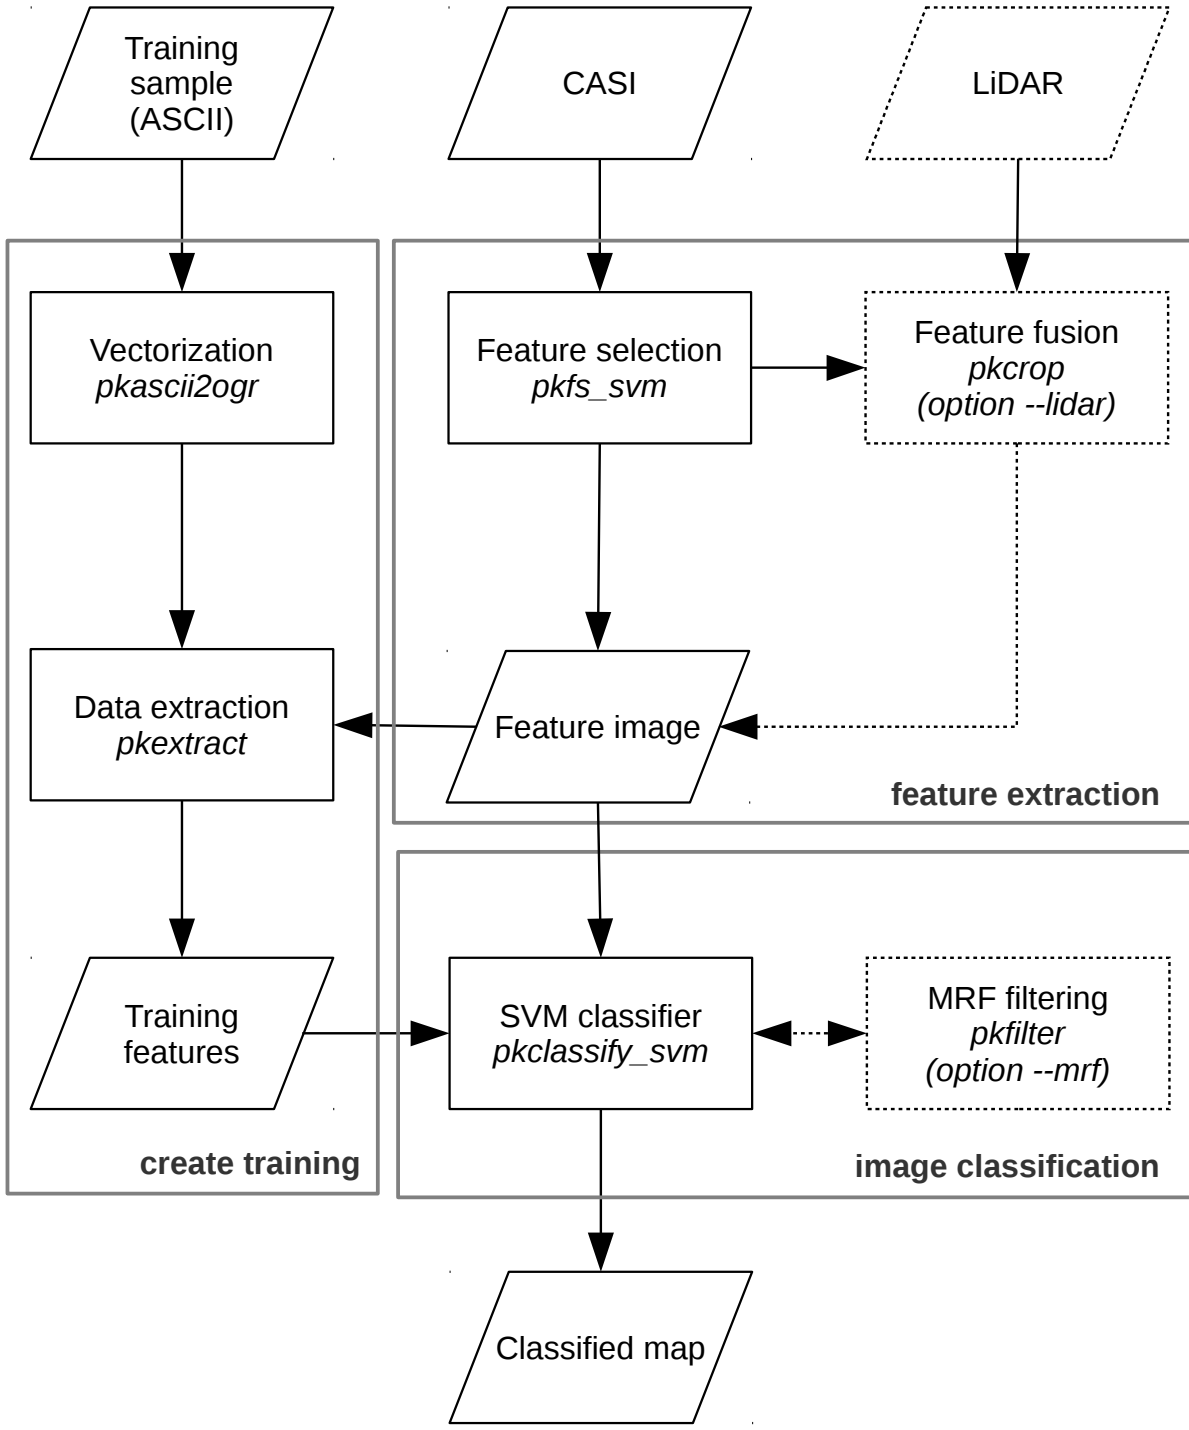 Training
sample
(ASCII)
CASI
LiDAR
Vectorization
pkascii2ogr
Feature selection
pkfs_svm
Feature fusion
pkcrop
(option --lidar)
Data extraction
pkextract
Feature image
feature extraction
Training
features
SVM classifier
pkclassify_svm
MRF filtering
pkfilter
(option --mrf)
create training
image classification
Classified map